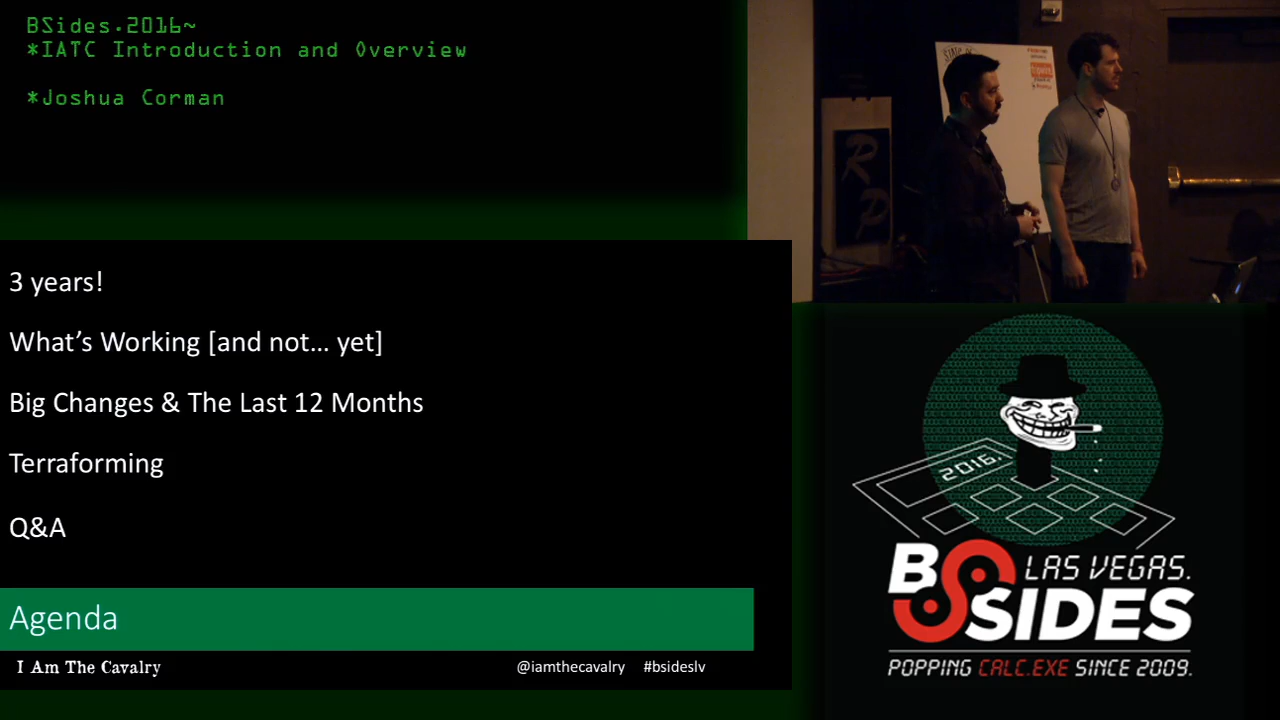 BSides.2016~
*IATC Introduction and Overview
*Joshua Corman
RP
3 years!
What's Working [and not... yet]
Big Changes & The Last 12 Months
Terraforming
Q&A
Agenda
I Am The Cavalry
@iamthecavalry #bsideslv
2016.
BSIDES
LAS VEGAS.
POPPING CALC.EXE SINCE 2009.